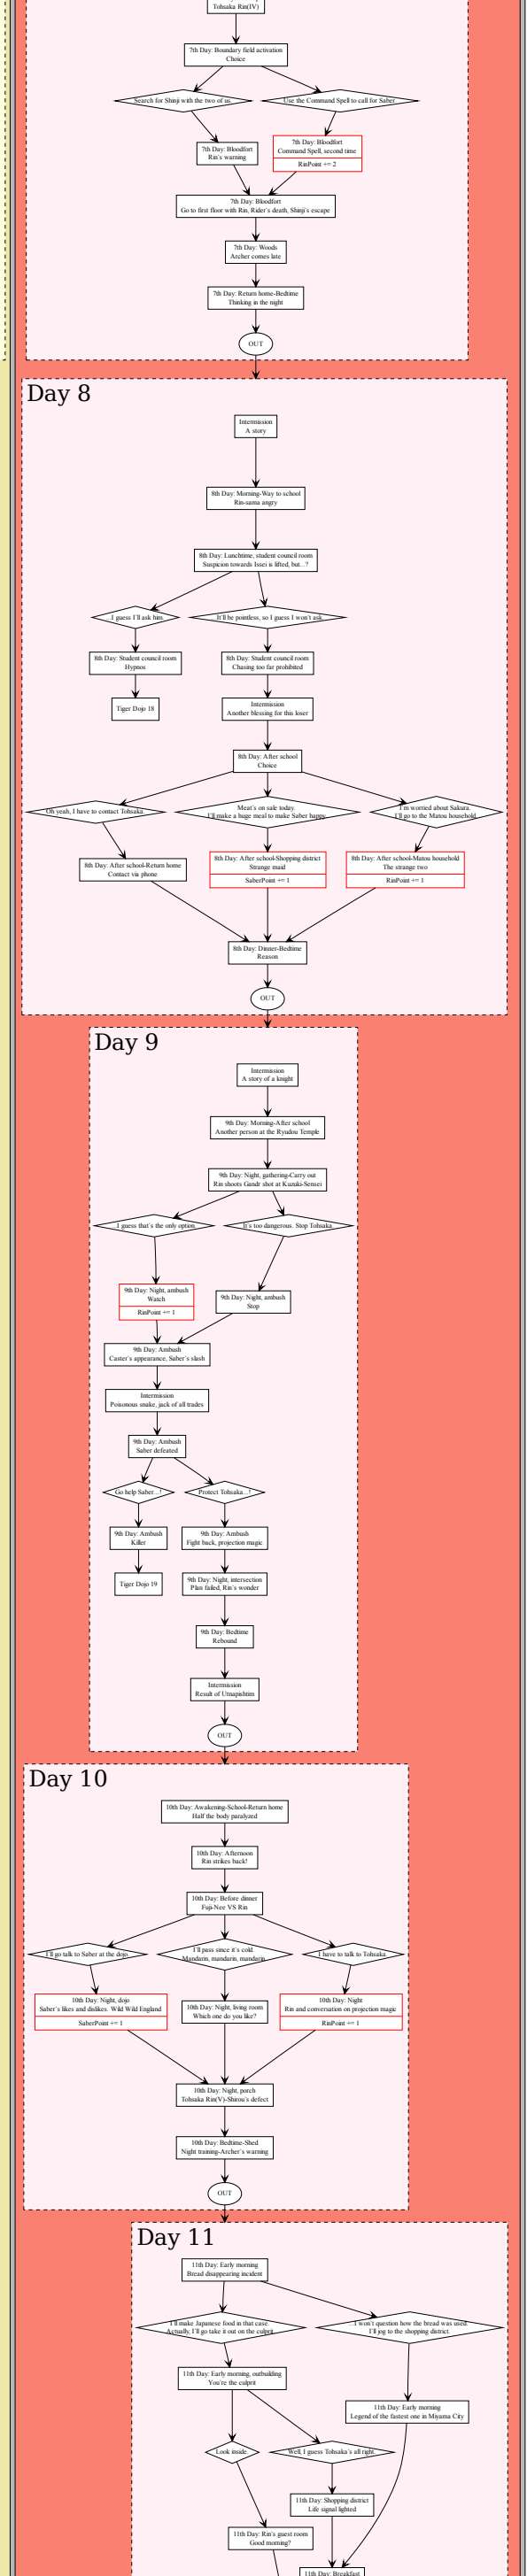 Tohsaka Rin(IV)
7th Day: Boundary field activation
Choice
Search for Shinji with the two of us.
Use the Command Spell to call for Saber.
7th Day: Bloodfort
Rin's warning
7th Day: Bloodfort
Command Spell, second time
RinPoint += 2
7th Day: Bloodfort
Go to first floor with Rin, Rider's death, Shinji's escape
7th Day: Woods
Archer comes late
7th Day: Return home-Bedtime
Thinking in the night
OUT
Day 8
Intermission
A story
8th Day: Morning-Way to school
Rin-sama angry
8th Day: Lunchtime, student council room
Suspicion towards Issei is lifted, but...?
I guess I'll ask him.
It'll be pointless, so I guess I won't ask.
8th Day: Student council room
Hypnos
8th Day: Student council room
Chasing too far prohibited
Tiger Dojo 18
Intermission
Another blessing for this loser
8th Day: After school
Choice
Oh yeah, I have to contact Tohsaka.
Meat's on sale today.
I'll make a huge meal to make Saber happy.
I'm worried about Sakura.
I'll go to the Matou household.
8th Day: After school-Return home
Contact via phone
8th Day: After school-Shopping district
Strange maid
SaberPoint += 1
8th Day: After school-Matou household
The strange two
RinPoint += 1
8th Day: Dinner-Bedtime
Reason
OUT
Day 9
Intermission
A story of a knight
9th Day: Morning-After school
Another person at the Ryudou Temple
9th Day: Night, gathering-Carry out
Rin shoots Gandr shot at Kuzuki-Sensei
I guess that's the only option.
It's too dangerous. Stop Tohsaka.
9th Day: Night, ambush
Watch
RinPoint += 1
9th Day: Night, ambush
Stop
9th Day: Ambush
Caster's appearance, Saber's slash
Intermission
Poisonous snake, jack of all trades
9th Day: Ambush
Saber defeated
Go help Saber...!
Protect Tohsaka...!
9th Day: Ambush
Killer
9th Day: Ambush
Fight back, projection magic
Tiger Dojo 19
9th Day: Night, intersection
Plan failed, Rin's wonder
9th Day: Bedtime
Rebound
Intermission
Result of Utnapishtim
OUT
Day 10
10th Day: Awakening-School-Return home
Half the body paralyzed
10th Day: Afternoon
Rin strikes back!
10th Day: Before dinner
Fuji-Nee VS Rin
I'll go talk to Saber at the dojo.
I'll pass since it's cold.
Mandarin, mandarin, mandarin.
I have to talk to Tohsaka.
10th Day: Night, dojo
Saber's likes and dislikes. Wild Wild England
SaberPoint += 1
10th Day: Night, living room
Which one do you like?
10th Day: Night
Rin and conversation on projection magic
RinPoint += 1
10th Day: Night, porch
Tohsaka Rin(V)-Shirou's defect
10th Day: Bedtime-Shed
Night training-Archer's warning
OUT
Day 11
11th Day: Early morning
Bread disappearing incident
I'll make Japanese food in that case.
Actually, I'll go take it out on the culprit.
...I won't question how the bread was used.
I'll jog to the shopping district.
11th Day: Early morning, outbuilding
You're the culprit
11th Day: Early morning
Legend of the fastest one in Miyama City
Look inside.
Well, I guess Tohsaka's all right.
11th Day: Shopping district
Life signal lighted
11th Day: Rin's guest room
Good morning?
11th Day: Breakfast